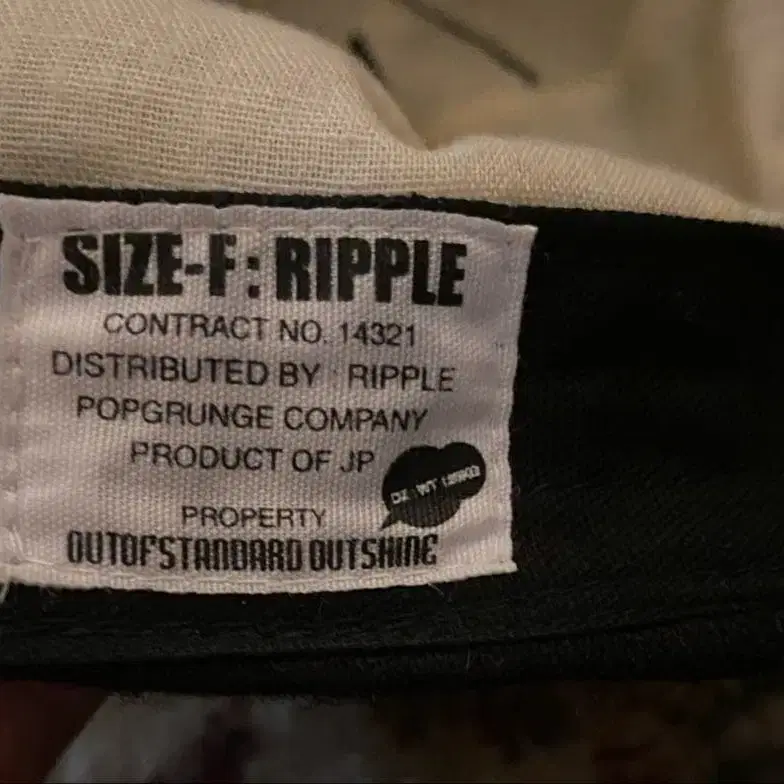 SIZE-F: RIPPLE
CONTRACT NO. 14321
DISTRIBUTED BY RIPPLE
POPGRUNGE COMPANY
PRODUCT OF JP
PROPERTY
OUTOFSTANDARD OUTSHINE